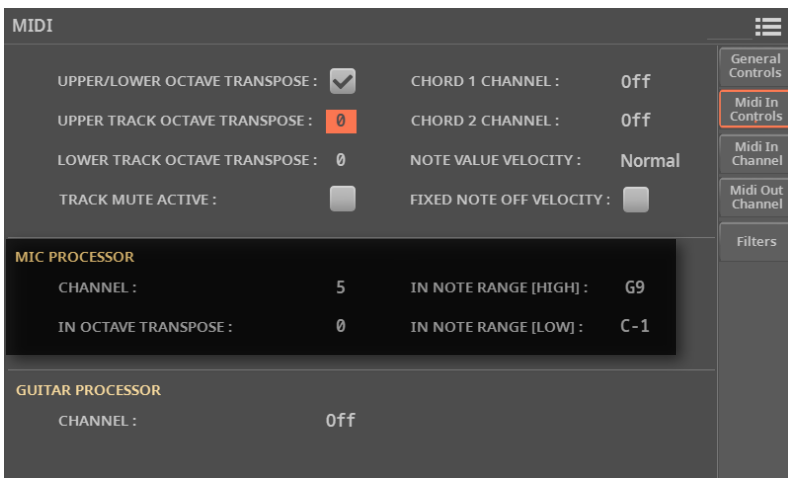 MIDI
UPPER/LOWER OCTAVE TRANSPOSE :
CHORD 1 CHANNEL : Off
UPPER TRACK OCTAVE TRANSPOSE : 0
CHORD 2 CHANNEL : Off
LOWER TRACK OCTAVE TRANSPOSE : 0
NOTE VALUE VELOCITY : Normal
TRACK MUTE ACTIVE :
FIXED NOTE OFF VELOCITY :
MIC PROCESSOR
CHANNEL : 5
IN NOTE RANGE [HIGH] : G9
IN OCTAVE TRANSPOSE : 0
IN NOTE RANGE [LOW] : C-1
GUITAR PROCESSOR
CHANNEL : Off
General
Controls
Midi In
Controls
Midi In
Channel
Midi Out
Channel
Filters